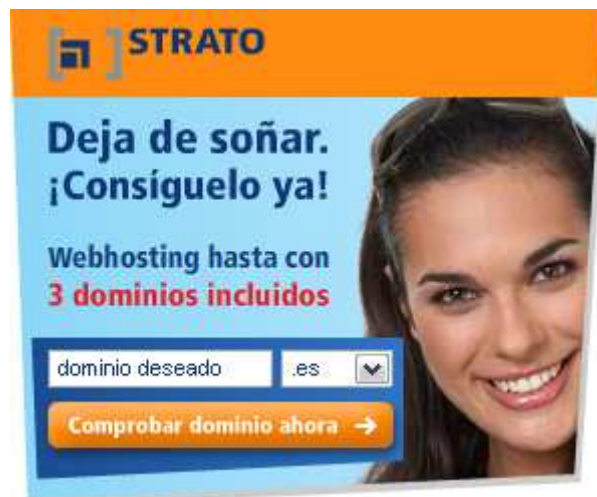 STRATO
Deja de soñar.
¡Consíguelo ya!
Webhosting hasta con
3 dominios incluidos
dominio deseado .es
Comprobar dominio ahora →